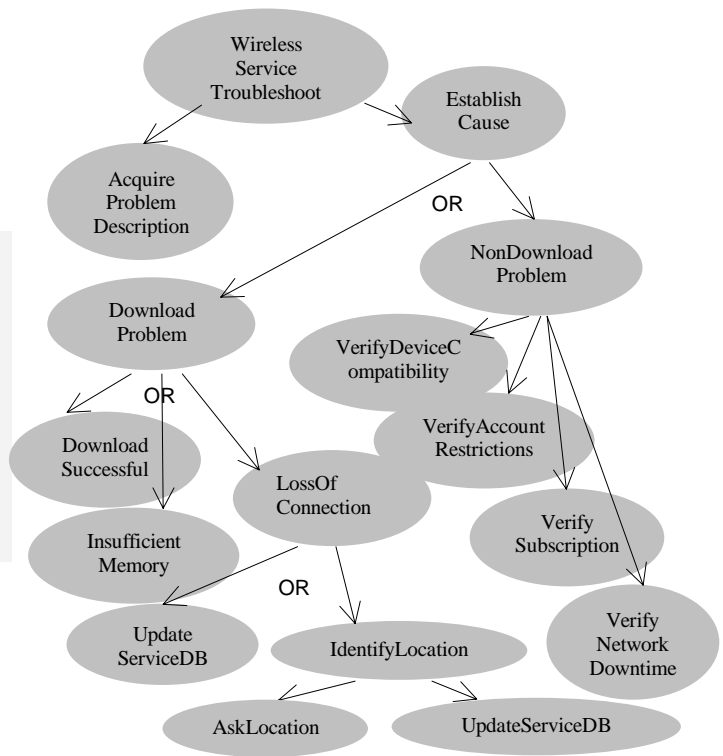 Wireless
Service
Troubleshoot
Establish
Cause
Acquire
Problem
Description
OR
NonDownload
Problem
Download
Problem
VerifyDeviceC
ompatibility
OR
VerifyAccount
Restrictions
Download
Successful
LossOf
Connection
Verify
Subscription
Insufficient
Memory
OR
Update
ServiceDB
IdentifyLocation
Verify
Network
Downtime
AskLocation
UpdateServiceDB